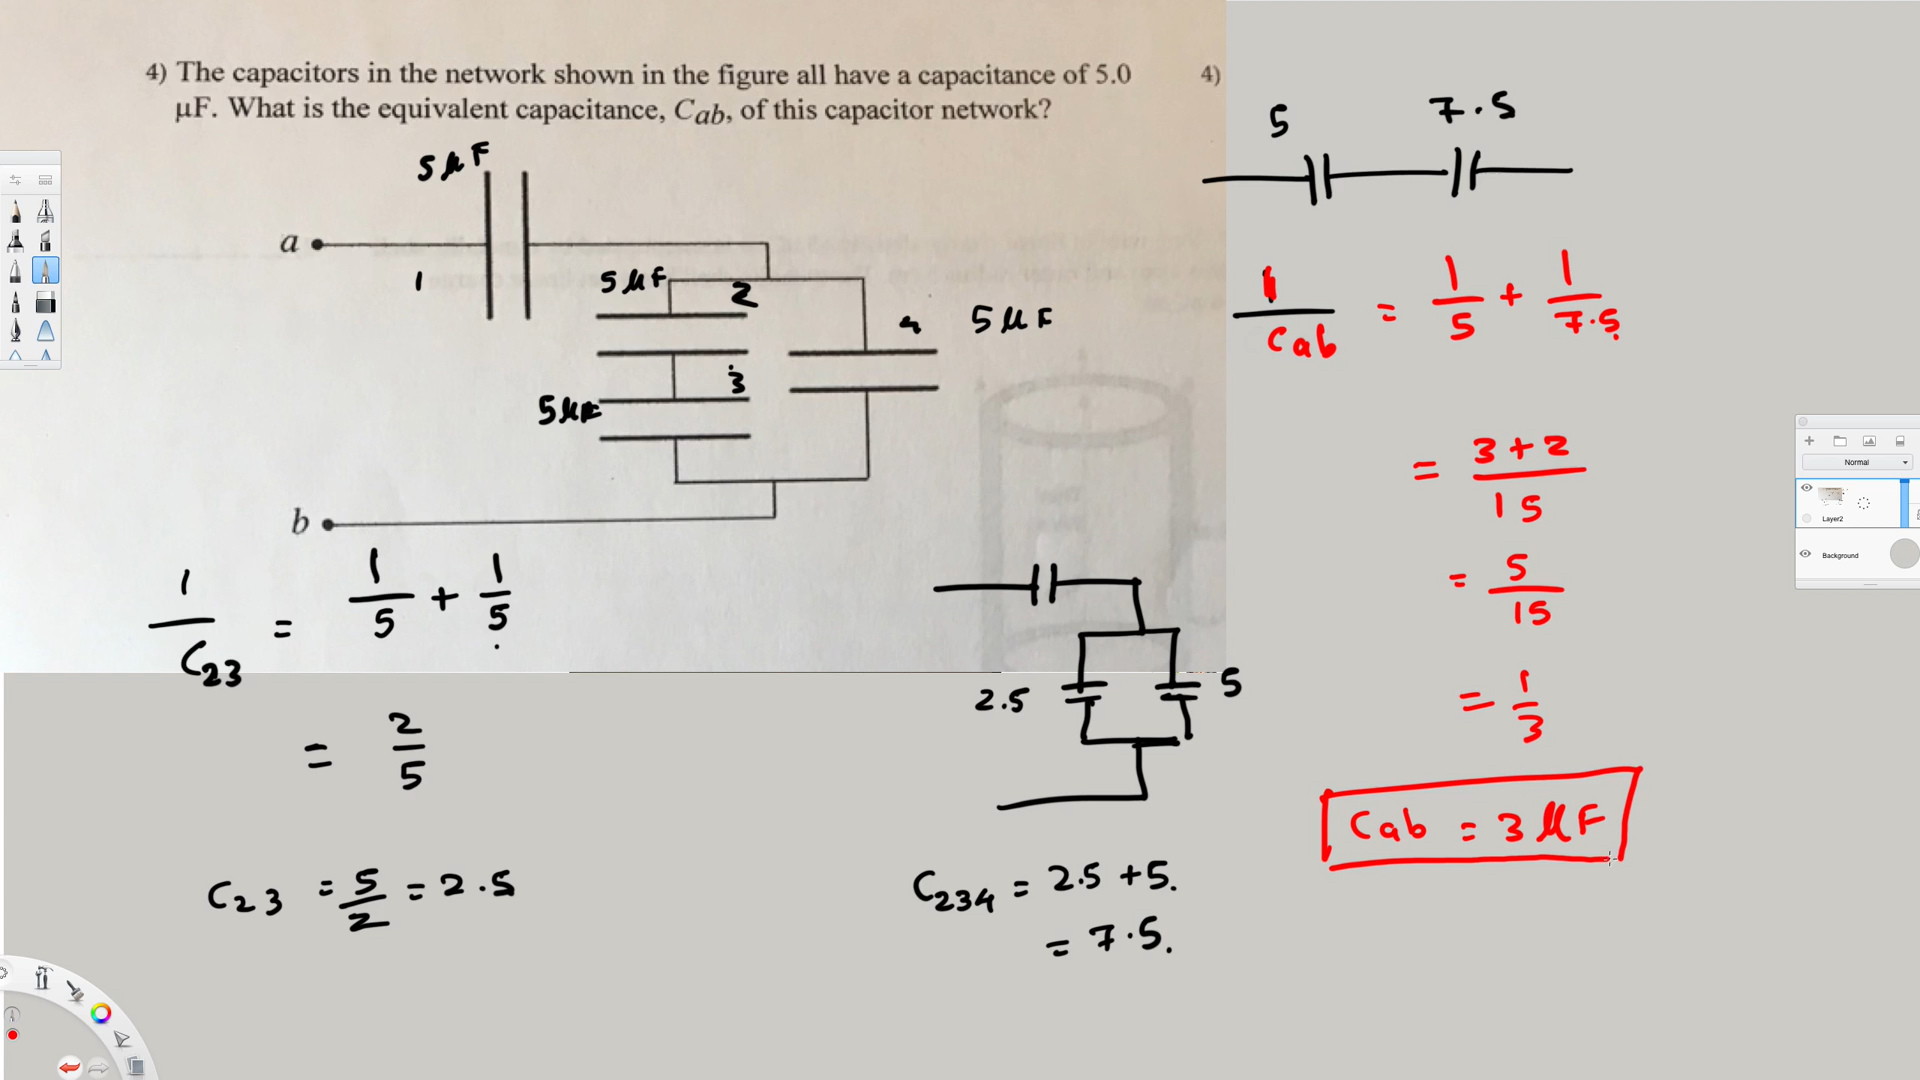 4) The capacitors in the network shown in the figure all have a capacitance of 5.0
μF. What is the equivalent capacitance, Cab, of this capacitor network?
4)
5μF
a
1
5μF
2
4
5μF
3
5μF
b
1/C23 = 1/5 + 1/5
= 2/5
C23 = 5/2 = 2.5
2.5
5
C234 = 2.5 + 5.
= 7.5.
5
7.5
1/Cab = 1/5 + 1/7.5
= 3+2/15
= 5/15
= 1/3
Cab = 3 μF
Normal
Layer2
Background